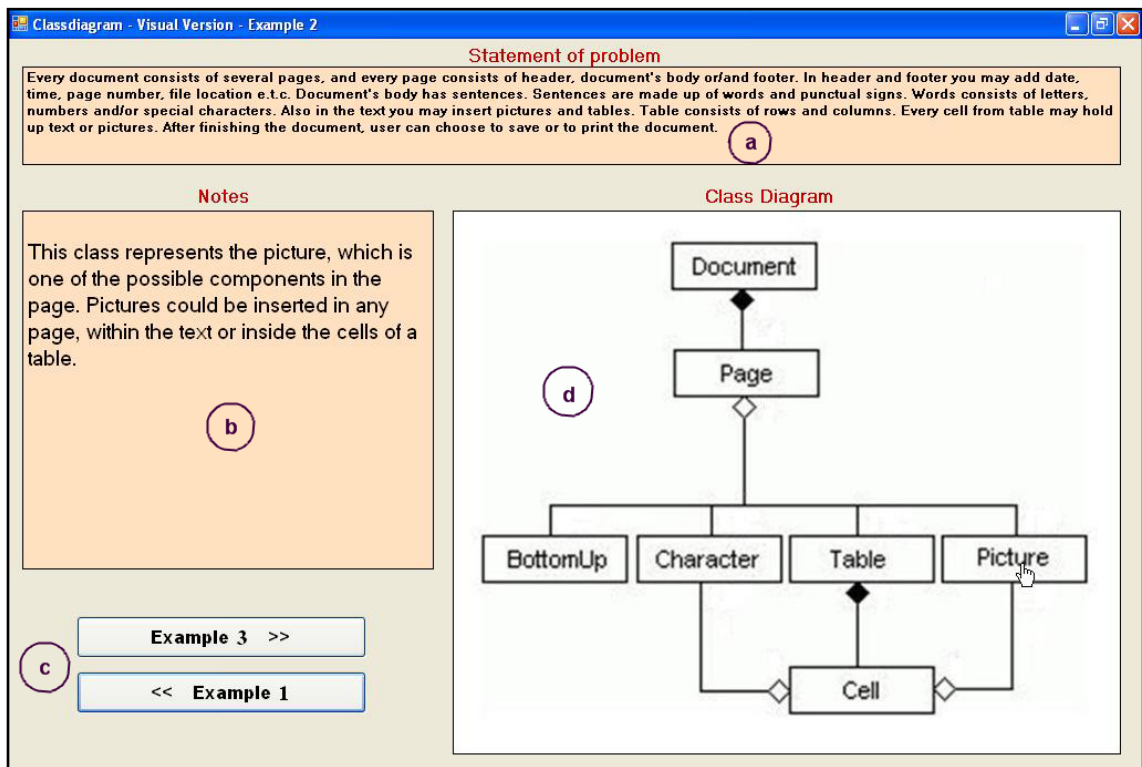 Classdiagram - Visual Version - Example 2
Statement of problem
Every document consists of several pages, and every page consists of header, document's body or/and footer. In header and footer you may add date,
time, page number, file location e.t.c. Document's body has sentences. Sentences are made up of words and punctual signs. Words consists of letters,
numbers and/or special characters. Also in the text you may insert pictures and tables. Table consists of rows and columns. Every cell from table may hold
up text or pictures. After finishing the document, user can choose to save or to print the document.
a
Notes
This class represents the picture, which is
one of the possible components in the
page. Pictures could be inserted in any
page, within the text or inside the cells of a
table.
b
Example 3 >>
<< Example 1
c
Class Diagram
Document
Page
d
BottomUp Character Table Picture
Cell